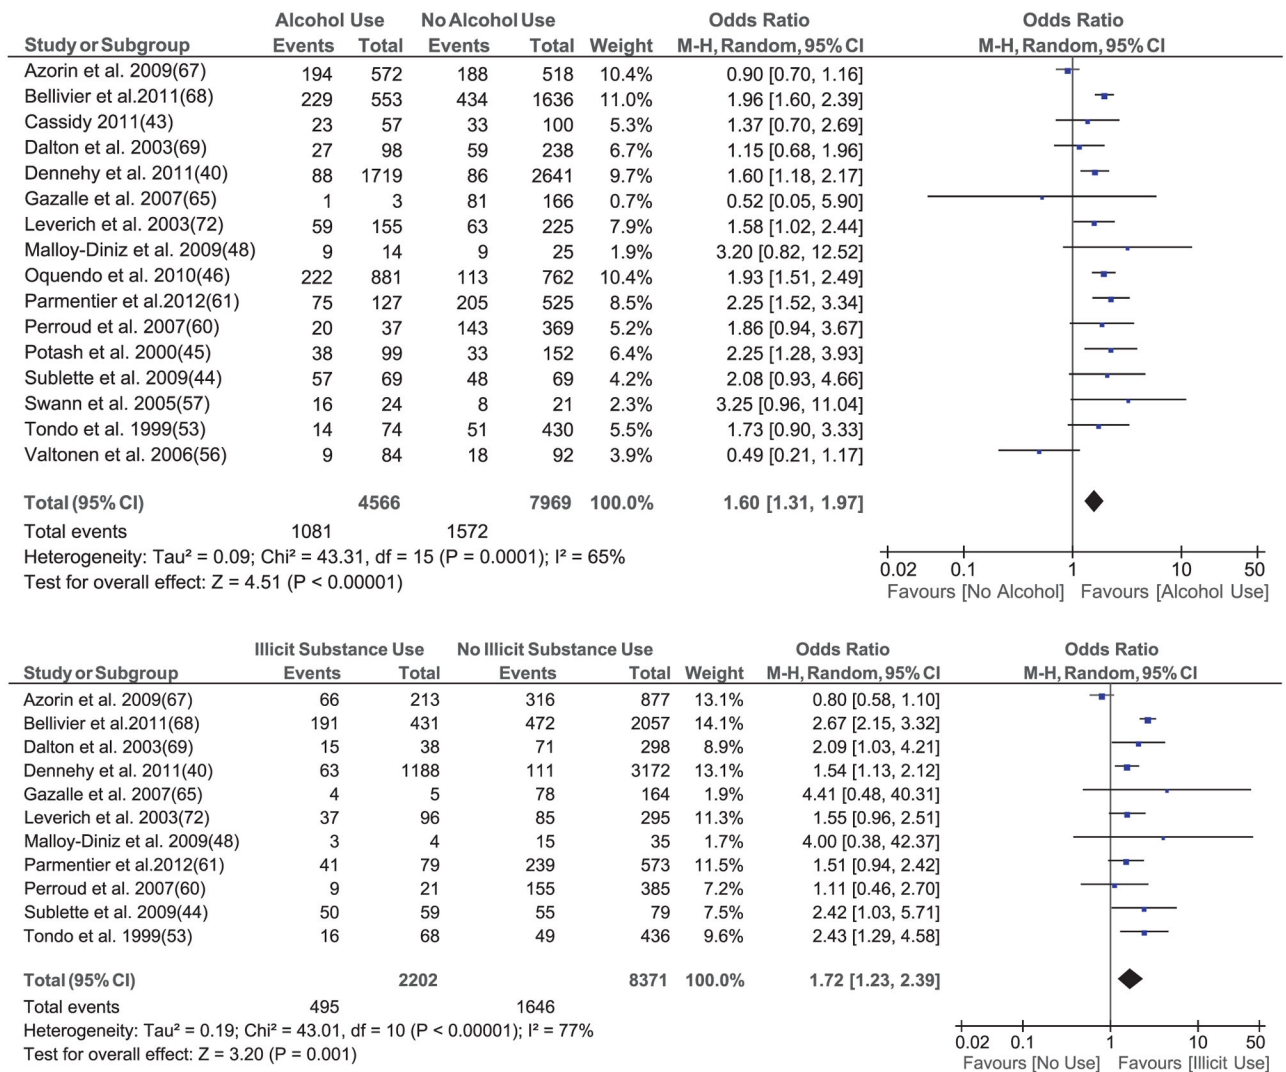 Alcohol Use No Alcohol Use Odds Ratio Odds Ratio
Study or Subgroup Events Total Events Total Weight M-H, Random, 95% CI M-H, Random, 95% CI
Azorin et al. 2009(67) 194 572 188 518 10.4% 0.90 [0.70, 1.16]
Bellivier et al.2011(68) 229 553 434 1636 11.0% 1.96 [1.60, 2.39]
Cassidy 2011(43) 23 57 33 100 5.3% 1.37 [0.70, 2.69]
Dalton et al. 2003(69) 27 98 59 238 6.7% 1.15 [0.68, 1.96]
Dennehy et al. 2011(40) 88 1719 86 2641 9.7% 1.60 [1.18, 2.17]
Gazalle et al. 2007(65) 1 3 81 166 0.7% 0.52 [0.05, 5.90]
Leverich et al. 2003(72) 59 155 63 225 7.9% 1.58 [1.02, 2.44]
Malloy-Diniz et al. 2009(48) 9 14 9 25 1.9% 3.20 [0.82, 12.52]
Oquendo et al. 2010(46) 222 881 113 762 10.4% 1.93 [1.51, 2.49]
Parmentier et al.2012(61) 75 127 205 525 8.5% 2.25 [1.52, 3.34]
Perroud et al. 2007(60) 20 37 143 369 5.2% 1.86 [0.94, 3.67]
Potash et al. 2000(45) 38 99 33 152 6.4% 2.25 [1.28, 3.93]
Sublette et al. 2009(44) 57 69 48 69 4.2% 2.08 [0.93, 4.66]
Swann et al. 2005(57) 16 24 8 21 2.3% 3.25 [0.96, 11.04]
Tondo et al. 1999(53) 14 74 51 430 5.5% 1.73 [0.90, 3.33]
Valtonen et al. 2006(56) 9 84 18 92 3.9% 0.49 [0.21, 1.17]
Total (95% CI) 4566 7969 100.0% 1.60 [1.31, 1.97]
Total events 1081 1572
Heterogeneity: Tau² = 0.09; Chi² = 43.31, df = 15 (P = 0.0001); I² = 65%
Test for overall effect: Z = 4.51 (P < 0.00001)
0.02 0.1 1 10 50
Favours [No Alcohol] Favours [Alcohol Use]
Illicit Substance Use No Illicit Substance Use Odds Ratio Odds Ratio
Study or Subgroup Events Total Events Total Weight M-H, Random, 95% CI M-H, Random, 95% CI
Azorin et al. 2009(67) 66 213 316 877 13.1% 0.80 [0.58, 1.10]
Bellivier et al.2011(68) 191 431 472 2057 14.1% 2.67 [2.15, 3.32]
Dalton et al. 2003(69) 15 38 71 298 8.9% 2.09 [1.03, 4.21]
Dennehy et al. 2011(40) 63 1188 111 3172 13.1% 1.54 [1.13, 2.12]
Gazalle et al. 2007(65) 4 5 78 164 1.9% 4.41 [0.48, 40.31]
Leverich et al. 2003(72) 37 96 85 295 11.3% 1.55 [0.96, 2.51]
Malloy-Diniz et al. 2009(48) 3 4 15 35 1.7% 4.00 [0.38, 42.37]
Parmentier et al.2012(61) 41 79 239 573 11.5% 1.51 [0.94, 2.42]
Perroud et al. 2007(60) 9 21 155 385 7.2% 1.11 [0.46, 2.70]
Sublette et al. 2009(44) 50 59 55 79 7.5% 2.42 [1.03, 5.71]
Tondo et al. 1999(53) 16 68 49 436 9.6% 2.43 [1.29, 4.58]
Total (95% CI) 2202 8371 100.0% 1.72 [1.23, 2.39]
Total events 495 1646
Heterogeneity: Tau² = 0.19; Chi² = 43.01, df = 10 (P < 0.00001); I² = 77%
Test for overall effect: Z = 3.20 (P = 0.001)
0.02 0.1 1 10 50
Favours [No Use] Favours [Illicit Use]